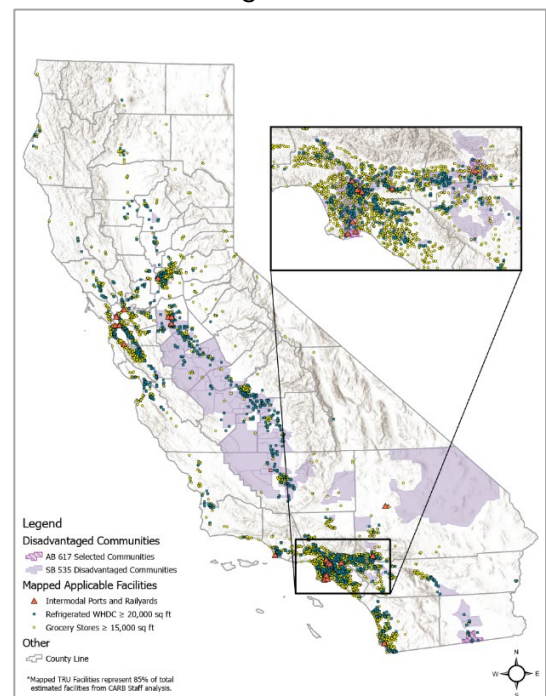 Legend
Disadvantaged Communities
AB 617 Selected Communities
SB 535 Disadvantaged Communities
Mapped Applicable Facilities
Intermodal Ports and Railyards
Refrigerated WHDC ≥ 20,000 sq ft
Grocery Stores ≥ 15,000 sq ft
Other
County Line
*Mapped TRU Facilities represent 85% of total
estimated facilities from CARB Staff analysis.
N
W E
S